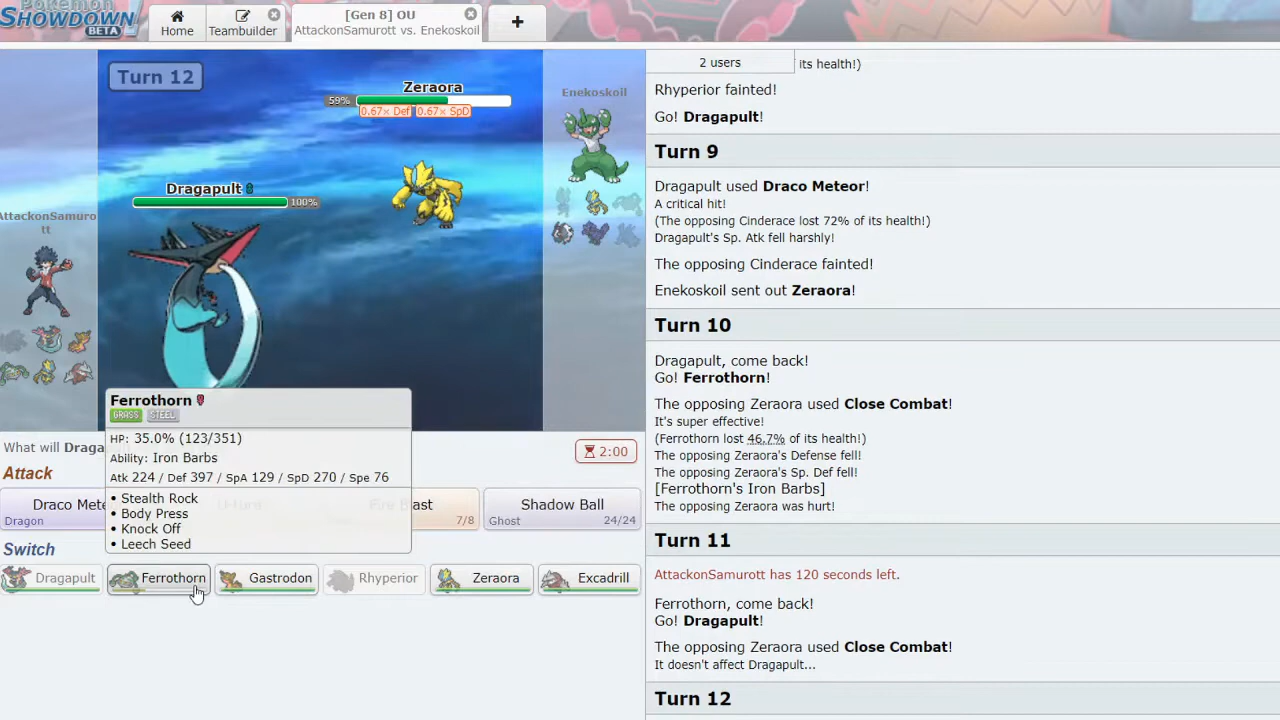 POKÉMON
SHOWDOWN
BETA
Home
Teambuilder
[Gen 8] OU
AttackonSamurott vs. Enekoskoil
Turn 12
Zeraora
59%
0.67× Def 0.67× SpD
Dragapult
100%
AttackonSamuro
tt
Enekoskoil
Ferrothorn
GRASS STEEL
HP: 35.0% (123/351)
Ability: Iron Barbs
Atk 224 / Def 397 / SpA 129 / SpD 270 / Spe 76
• Stealth Rock
• Body Press
• Knock Off
• Leech Seed
What will Draga
2:00
Attack
Draco Mete
Dragon
U-turn
Blast
7/8
Shadow Ball
Ghost 24/24
Switch
Dragapult
Ferrothorn
Gastrodon
Rhyperior
Zeraora
Excadrill
2 users
its health!)
Rhyperior fainted!
Go! Dragapult!
Turn 9
Dragapult used Draco Meteor!
A critical hit!
(The opposing Cinderace lost 72% of its health!)
Dragapult's Sp. Atk fell harshly!
The opposing Cinderace fainted!
Enekoskoil sent out Zeraora!
Turn 10
Dragapult, come back!
Go! Ferrothorn!
The opposing Zeraora used Close Combat!
It's super effective!
(Ferrothorn lost 46.7% of its health!)
The opposing Zeraora's Defense fell!
The opposing Zeraora's Sp. Def fell!
[Ferrothorn's Iron Barbs]
The opposing Zeraora was hurt!
Turn 11
AttackonSamurott has 120 seconds left.
Ferrothorn, come back!
Go! Dragapult!
The opposing Zeraora used Close Combat!
It doesn't affect Dragapult...
Turn 12